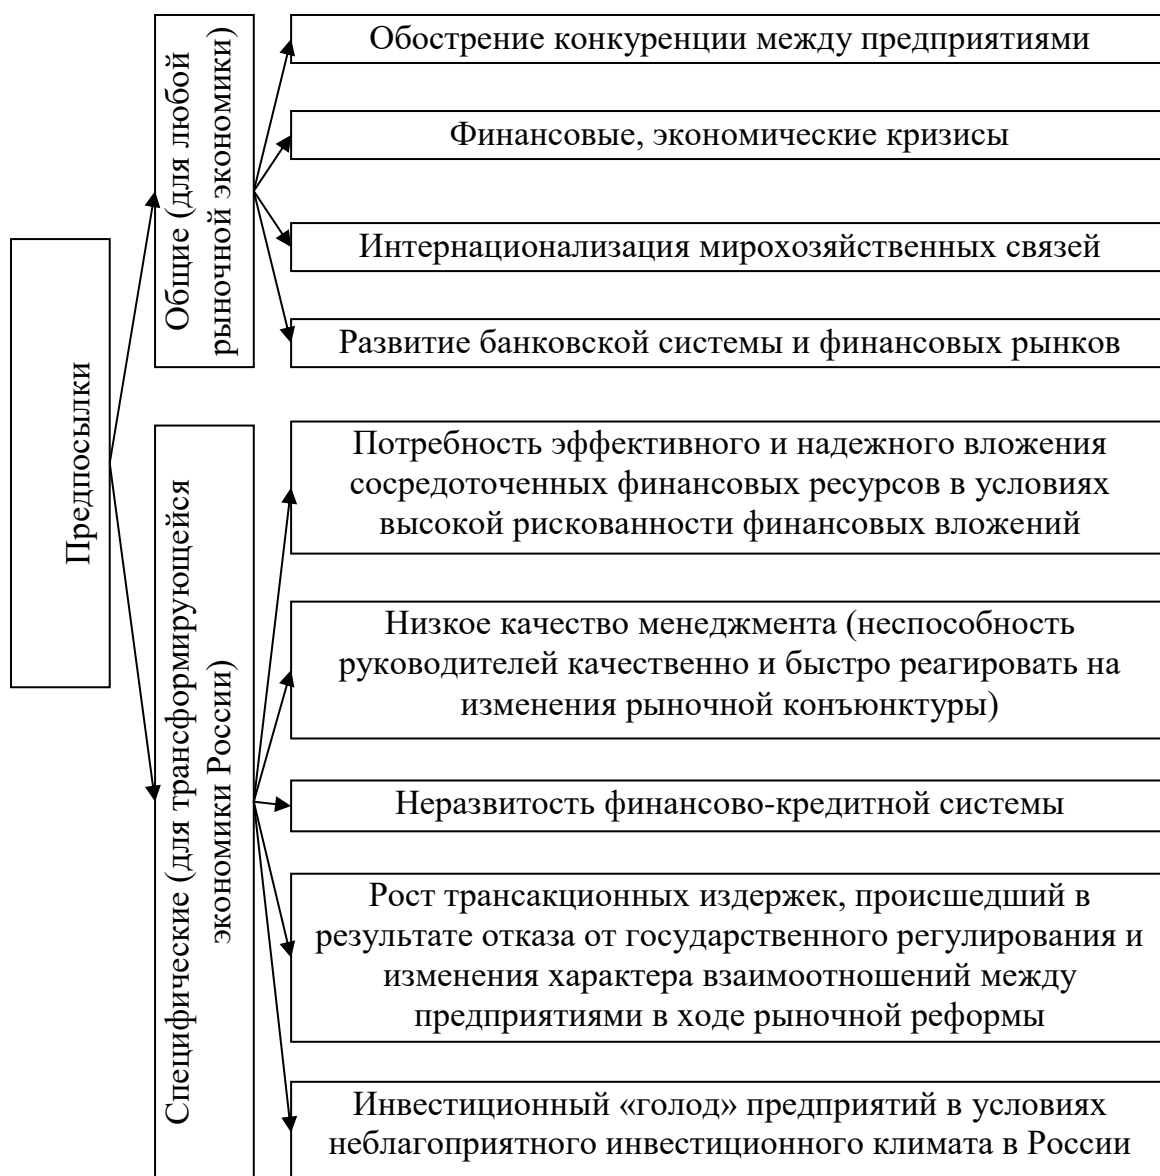 Предпосылки
Общие (для любой
рыночной экономики)
Обострение конкуренции между предприятиями
Финансовые, экономические кризисы
Интернационализация мирохозяйственных связей
Развитие банковской системы и финансовых рынков
Специфические (для трансформирующейся
экономики России)
Потребность эффективного и надежного вложения
сосредоточенных финансовых ресурсов в условиях
высокой рискованности финансовых вложений
Низкое качество менеджмента (неспособность
руководителей качественно и быстро реагировать на
изменения рыночной конъюнктуры)
Неразвитость финансово-кредитной системы
Рост трансакционных издержек, происшедший в
результате отказа от государственного регулирования и
изменения характера взаимоотношений между
предприятиями в ходе рыночной реформы
Инвестиционный «голод» предприятий в условиях
неблагоприятного инвестиционного климата в России